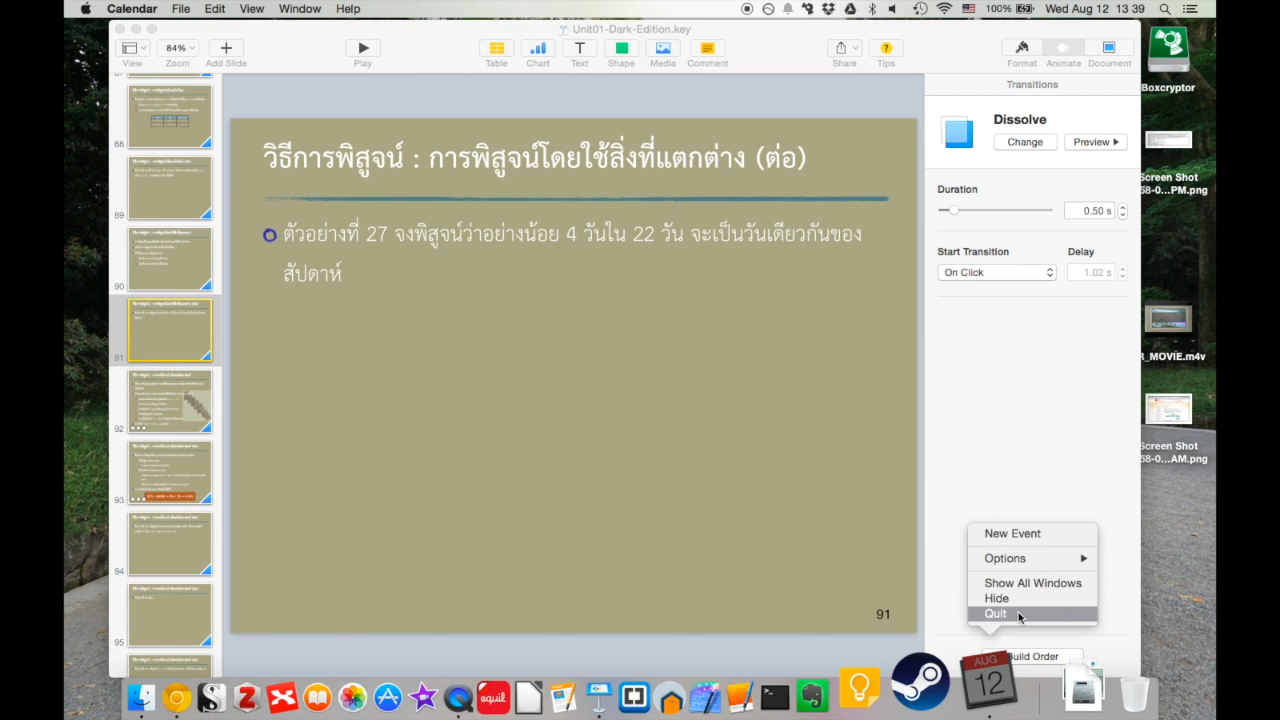 Calendar File Edit View Window Help 100% Wed Aug 12 13 39
Unit01-Dark-Edition.key
84%
View Zoom Add Slide Play Table Chart Text Shape Media Comment Share Tips Format Animate Document
Transitions
Dissolve
Change Preview
Duration
0.50 s
Start Transition Delay
On Click 1.02 s
วิธีการพิสูจน์ : การพิสูจน์โดยใช้สิ่งที่แตกต่าง (ต่อ)
ตัวอย่างที่ 27 จงพิสูจน์ว่าอย่างน้อย 4 วันใน 22 วัน จะเป็นวันเดียวกันของ
สัปดาห์
91
88
89
90
91
92
93
94
95
New Event
Options
Show All Windows
Hide
Quit
Build Order
Boxcryptor
Screen Shot
58-0...PM.png
R_MOVIE.m4v
Screen Shot
58-0...AM.png
equil
AUG
12